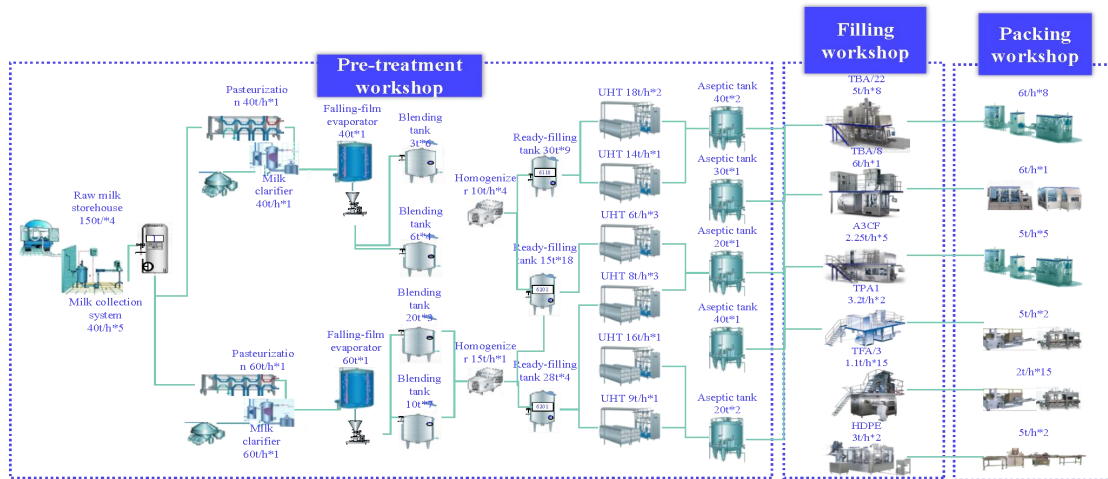 Pre-treatment
workshop
Filling
workshop
Packing
workshop
Raw milk
storehouse
150t/*4
Milk collection
system
40t/h*5
Pasteurizatio
n 40t/h*1
Milk
clarifier
40t/h*1
Pasteurizatio
n 60t/h*1
Milk
clarifier
60t/h*1
Falling-film
evaporator
40t*1
Falling-film
evaporator
60t*1
Blending
tank
3t*6
Blending
tank
6t*4
Blending
tank
Blending
tank
Homogenize
r 10t/h*4
Homogenize
r 15t/h*1
Ready-filling
tank 30t*9
Ready-filling
tank 15t*18
Ready-filling
tank 28t*4
UHT 18t/h*2
UHT 14t/h*1
UHT 6t/h*3
UHT 8t/h*3
UHT 16t/h*1
UHT 9t/h*1
Aseptic tank
40t*2
Aseptic tank
30t*1
Aseptic tank
20t*1
Aseptic tank
40t*1
Aseptic tank
20t*2
TBA/22
5t/h*8
TBA/8
6t/h*1
A3CF
2.25t/h*5
TPA1
3.2t/h*2
TFA/3
1.1t/h*15
HDPE
3t/h*2
6t/h*8
6t/h*1
5t/h*5
5t/h*2
2t/h*15
5t/h*2